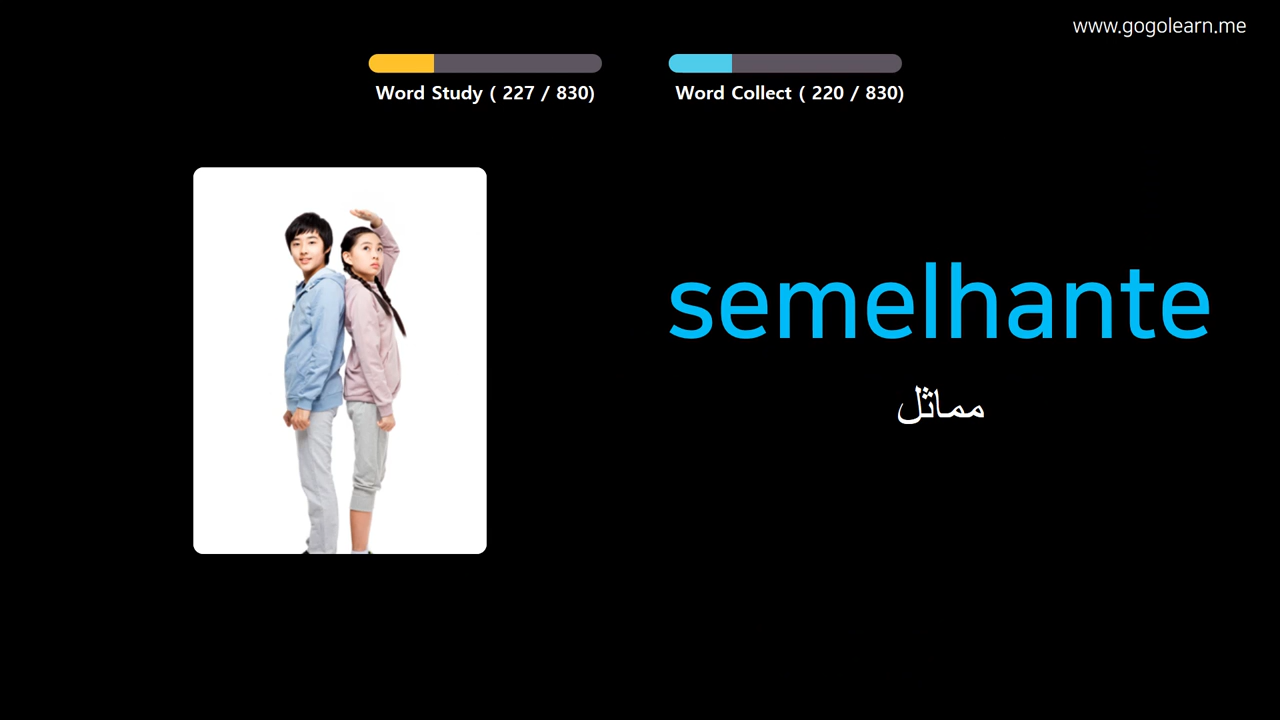 www.gogolearn.me
Word Study ( 227 / 830)
Word Collect ( 220 / 830)
semelhante
مماثل